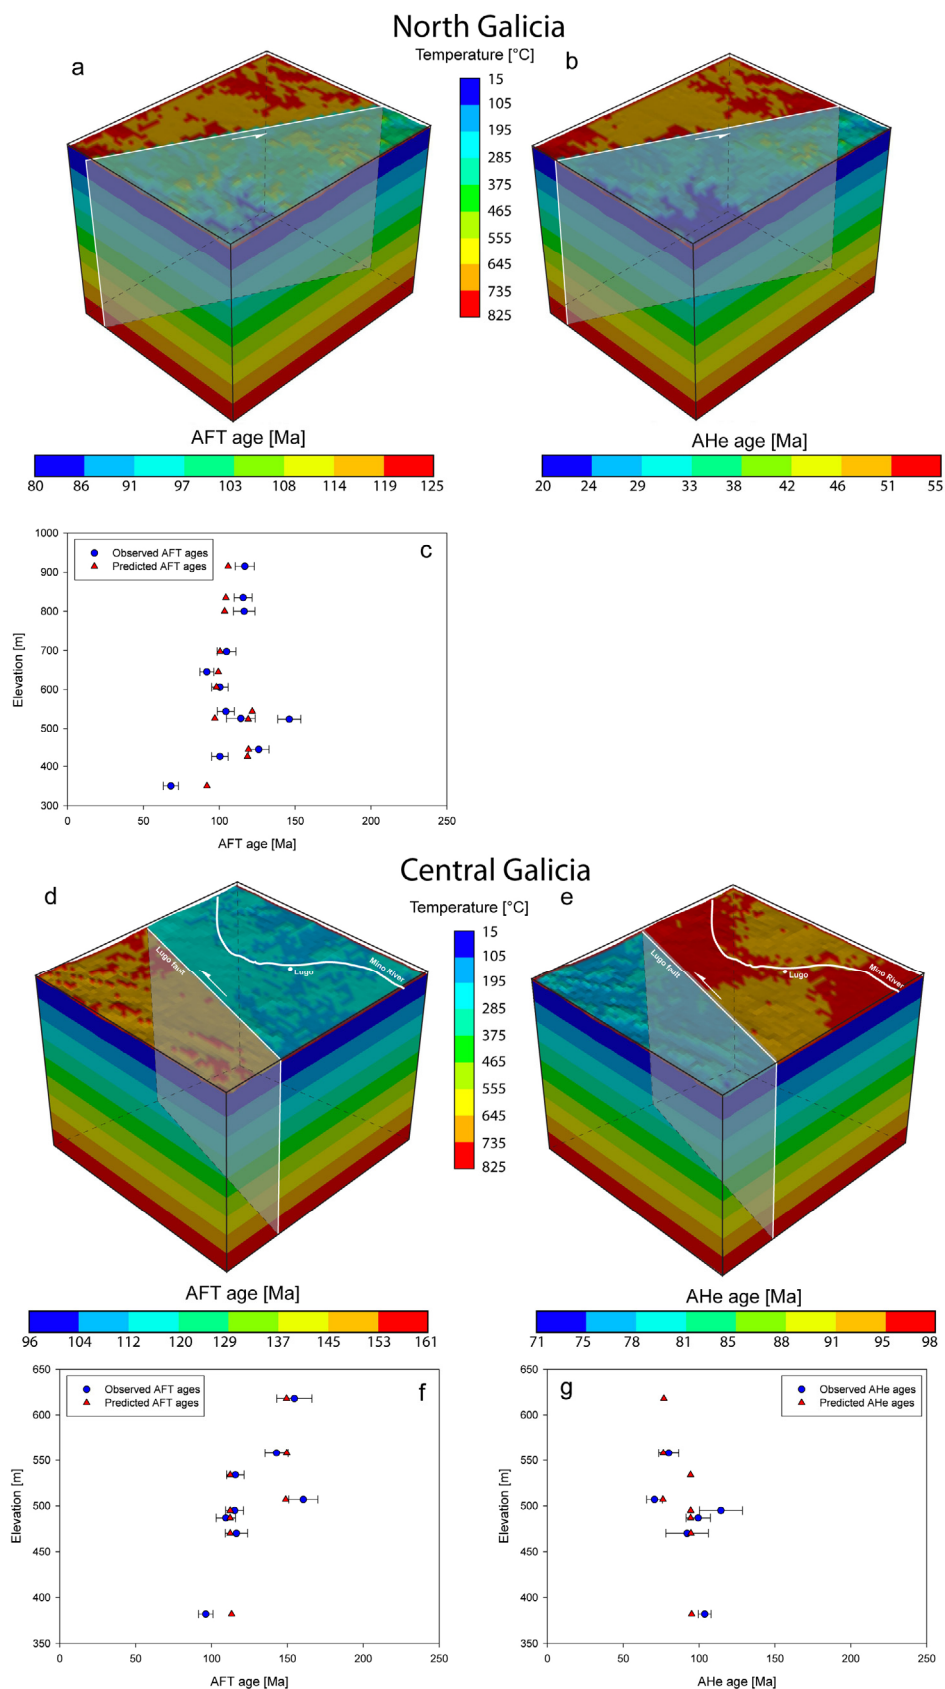 North Galicia
a
Temperature [°C]
b
15
105
195
285
375
465
555
645
735
825
AFT age [Ma]
80 86 91 97 103 108 114 119 125
AHe age [Ma]
20 24 29 33 38 42 46 51 55
c
Observed AFT ages
Predicted AFT ages
Elevation [m]
1000
900
800
700
600
500
400
300
0 50 100 150 200 250
AFT age [Ma]
Central Galicia
d
Temperature [°C]
e
15
105
195
285
375
465
555
645
735
825
Lugo fault
Lugo
Mino River
Lugo fault
Lugo
Mino River
AFT age [Ma]
96 104 112 120 129 137 145 153 161
AHe age [Ma]
71 75 78 81 85 88 91 95 98
f
Observed AFT ages
Predicted AFT ages
Elevation [m]
650
600
550
500
450
400
350
0 50 100 150 200 250
AFT age [Ma]
g
Observed AHe ages
Predicted AHe ages
Elevation [m]
650
600
550
500
450
400
350
0 50 100 150 200 250
AHe age [Ma]